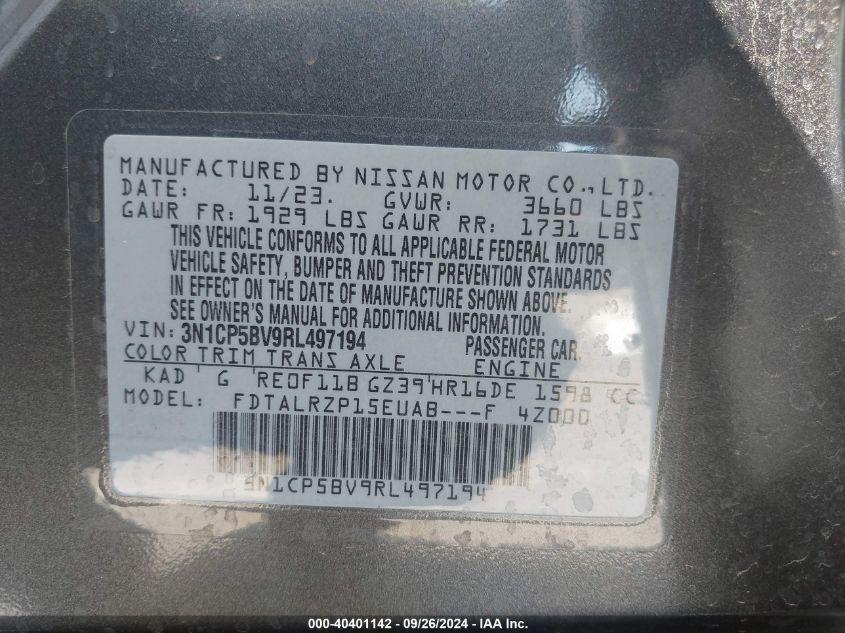 MANUFACTURED BY NISSAN MOTOR CO., LTD.
DATE: 11/23. GVWR: 3660 LBS
GAWR FR: 1929 LBS GAWR RR: 1731 LBS
THIS VEHICLE CONFORMS TO ALL APPLICABLE FEDERAL MOTOR
VEHICLE SAFETY, BUMPER AND THEFT PREVENTION STANDARDS
IN EFFECT ON THE DATE OF MANUFACTURE SHOWN ABOVE.
SEE OWNER'S MANUAL FOR ADDITIONAL INFORMATION.
VIN: 3N1CP5BV9RL497194 PASSENGER CAR
COLOR TRIM TRANS AXLE ENGINE
KAD G RE0F11B GZ39 HR16DE 1598 CC
MODEL: FDTALRZP15EUAB---F 4Z000
3N1CP5BV9RL497194
000-40401142 - 09/26/2024 - IAA Inc.